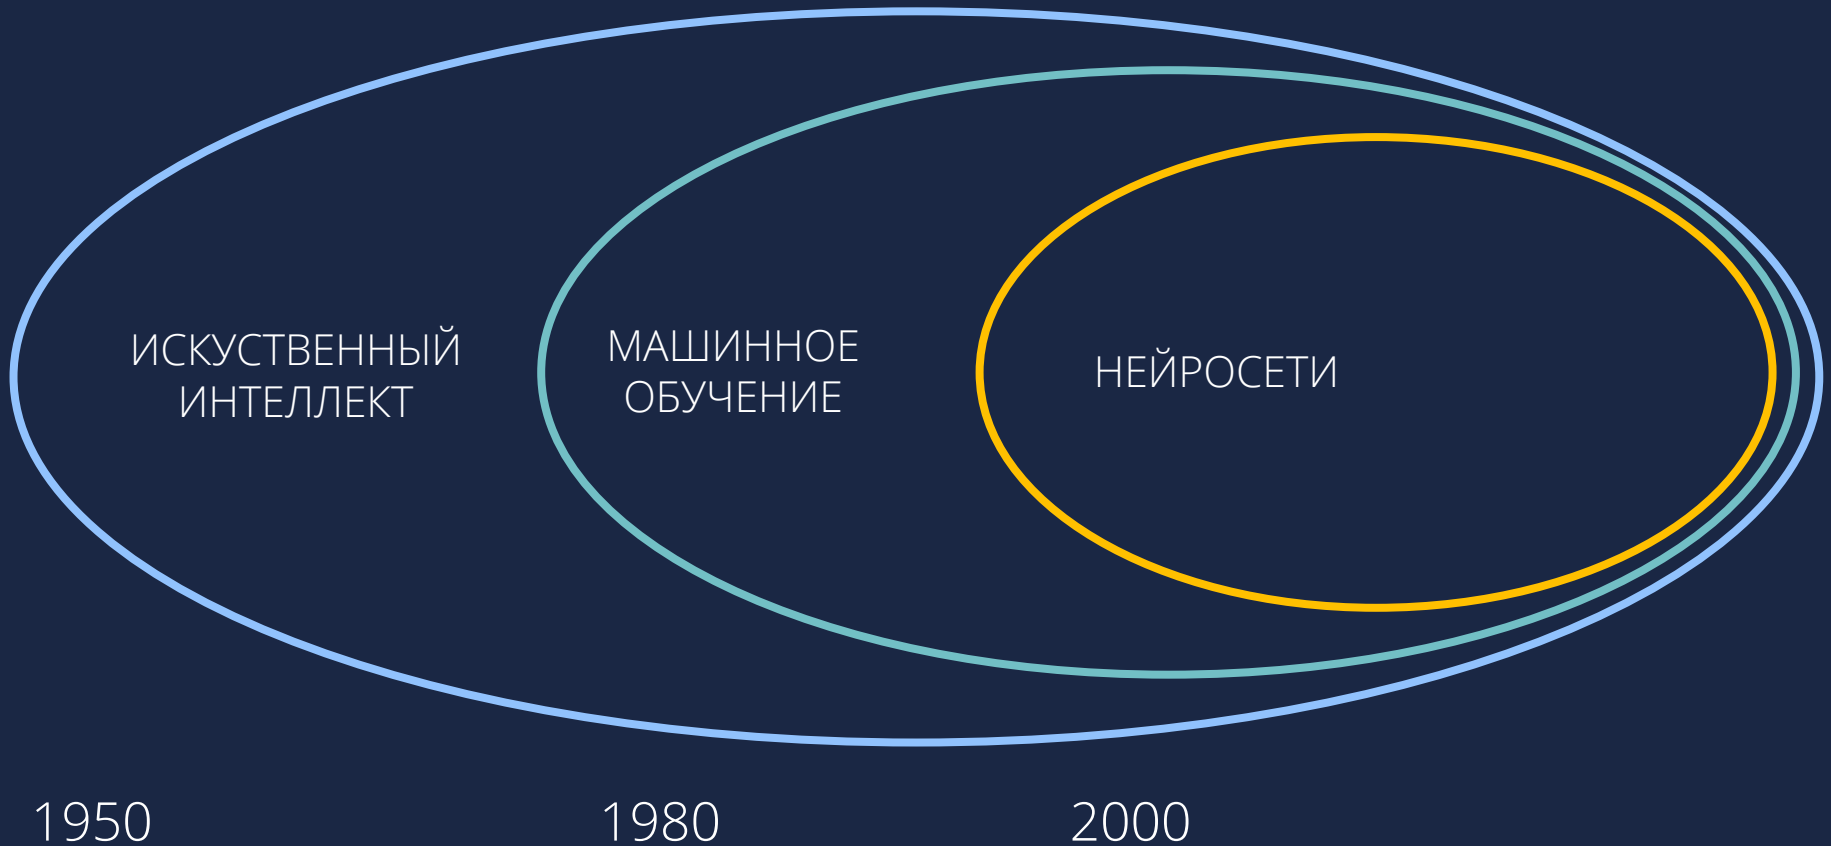 ИСКУСТВЕННЫЙ
ИНТЕЛЛЕКТ
МАШИННОЕ
ОБУЧЕНИЕ
НЕЙРОСЕТИ
1950
1980
2000